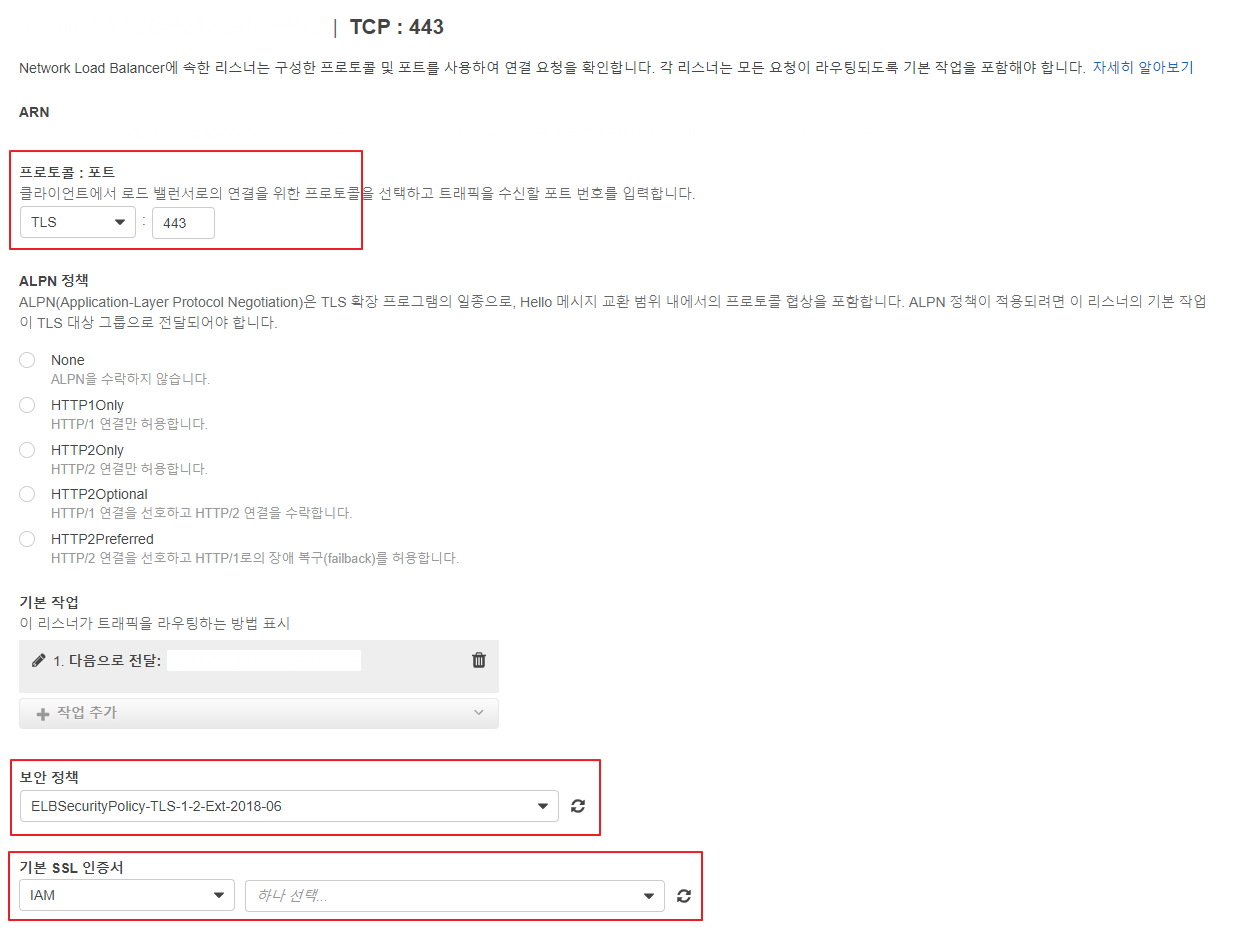 | TCP : 443
Network Load Balancer에 속한 리스너는 구성한 프로토콜 및 포트를 사용하여 연결 요청을 확인합니다. 각 리스너는 모든 요청이 라우팅되도록 기본 작업을 포함해야 합니다. 자세히 알아보기
ARN
프로토콜 : 포트
클라이언트에서 로드 밸런서로의 연결을 위한 프로토콜을 선택하고 트래픽을 수신할 포트 번호를 입력합니다.
TLS : 443
ALPN 정책
ALPN(Application-Layer Protocol Negotiation)은 TLS 확장 프로그램의 일종으로, Hello 메시지 교환 범위 내에서의 프로토콜 협상을 포함합니다. ALPN 정책이 적용되려면 이 리스너의 기본 작업
이 TLS 대상 그룹으로 전달되어야 합니다.
None
ALPN을 수락하지 않습니다.
HTTP1Only
HTTP/1 연결만 허용합니다.
HTTP2Only
HTTP/2 연결만 허용합니다.
HTTP2Optional
HTTP/1 연결을 선호하고 HTTP/2 연결을 수락합니다.
HTTP2Preferred
HTTP/2 연결을 선호하고 HTTP/1로의 장애 복구(failback)를 허용합니다.
기본 작업
이 리스너가 트래픽을 라우팅하는 방법 표시
1. 다음으로 전달:
작업 추가
보안 정책
ELBSecurityPolicy-TLS-1-2-Ext-2018-06
기본 SSL 인증서
IAM 하나 선택...